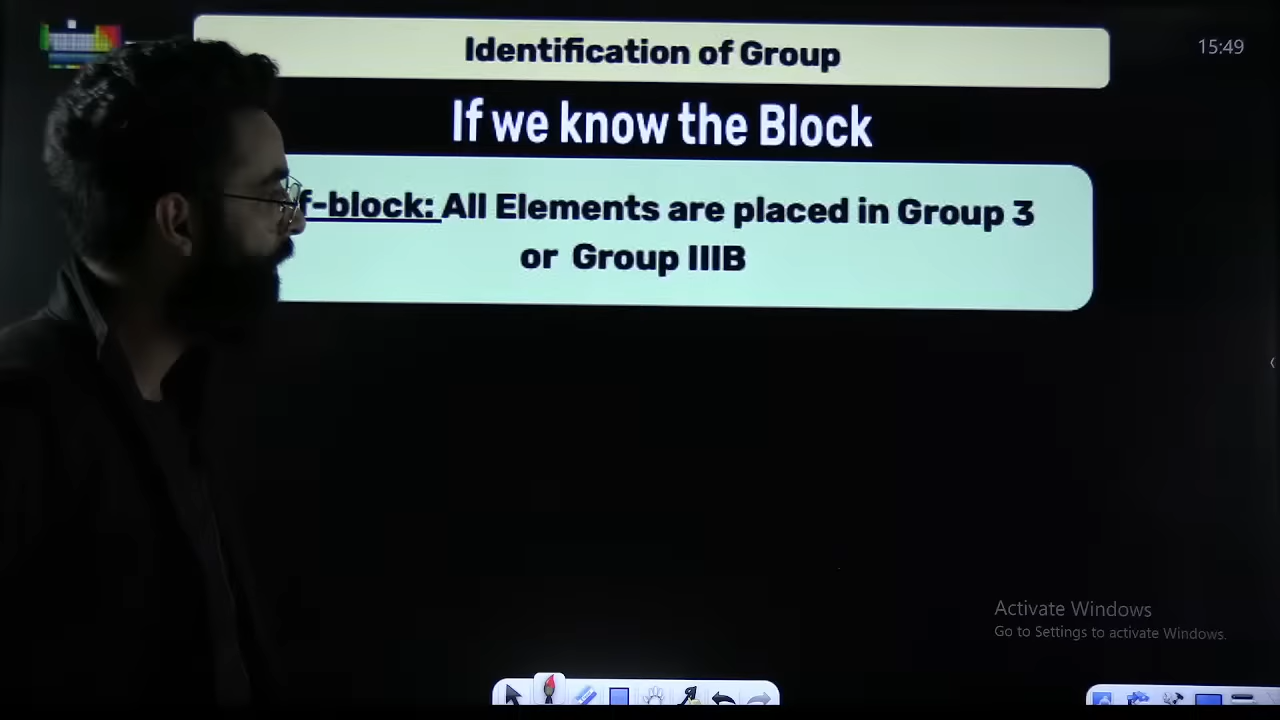 Identification of Group
15:49
If we know the Block
f-block: All Elements are placed in Group 3
or Group IIIB
Activate Windows
Go to Settings to activate Windows.